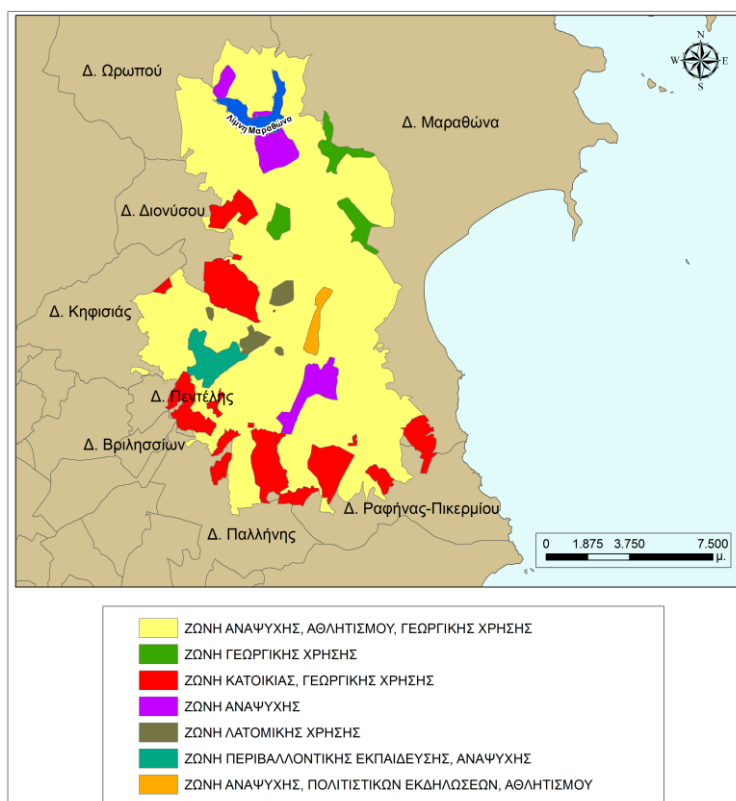 N
W E
S
Δ. Ωρωπού
Δ. Μαραθώνα
Λίμνη Μαραθώνα
Δ. Διονύσου
Δ. Κηφισιάς
Δ. Πεντέλης
Δ. Βριλησσίων
Δ. Ραφήνας-Πικερμίου
Δ. Παλλήνης
0 1.875 3.750 7.500
μ.
ΖΩΝΗ ΑΝΑΨΥΧΗΣ, ΑΘΛΗΤΙΣΜΟΥ, ΓΕΩΡΓΙΚΗΣ ΧΡΗΣΗΣ
ΖΩΝΗ ΓΕΩΡΓΙΚΗΣ ΧΡΗΣΗΣ
ΖΩΝΗ ΚΑΤΟΙΚΙΑΣ, ΓΕΩΡΓΙΚΗΣ ΧΡΗΣΗΣ
ΖΩΝΗ ΑΝΑΨΥΧΗΣ
ΖΩΝΗ ΛΑΤΟΜΙΚΗΣ ΧΡΗΣΗΣ
ΖΩΝΗ ΠΕΡΙΒΑΛΛΟΝΤΙΚΗΣ ΕΚΠΑΙΔΕΥΣΗΣ, ΑΝΑΨΥΧΗΣ
ΖΩΝΗ ΑΝΑΨΥΧΗΣ, ΠΟΛΙΤΙΣΤΙΚΩΝ ΕΚΔΗΛΩΣΕΩΝ, ΑΘΛΗΤΙΣΜΟΥ